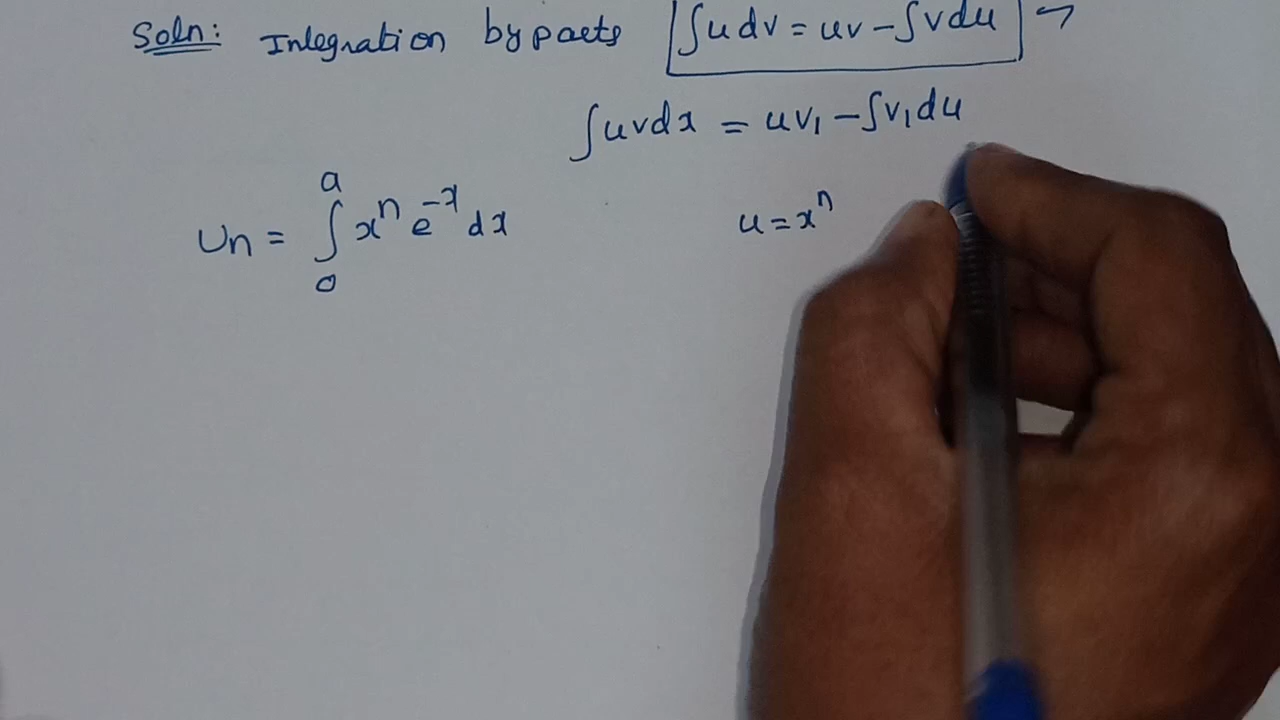 Soln: Integration by parts ∫u dv = uv - ∫v du
∫uv dx = uv₁ - ∫v₁ du
Un = ∫₀ᵃ xⁿ e⁻ˣ dx u = xⁿ